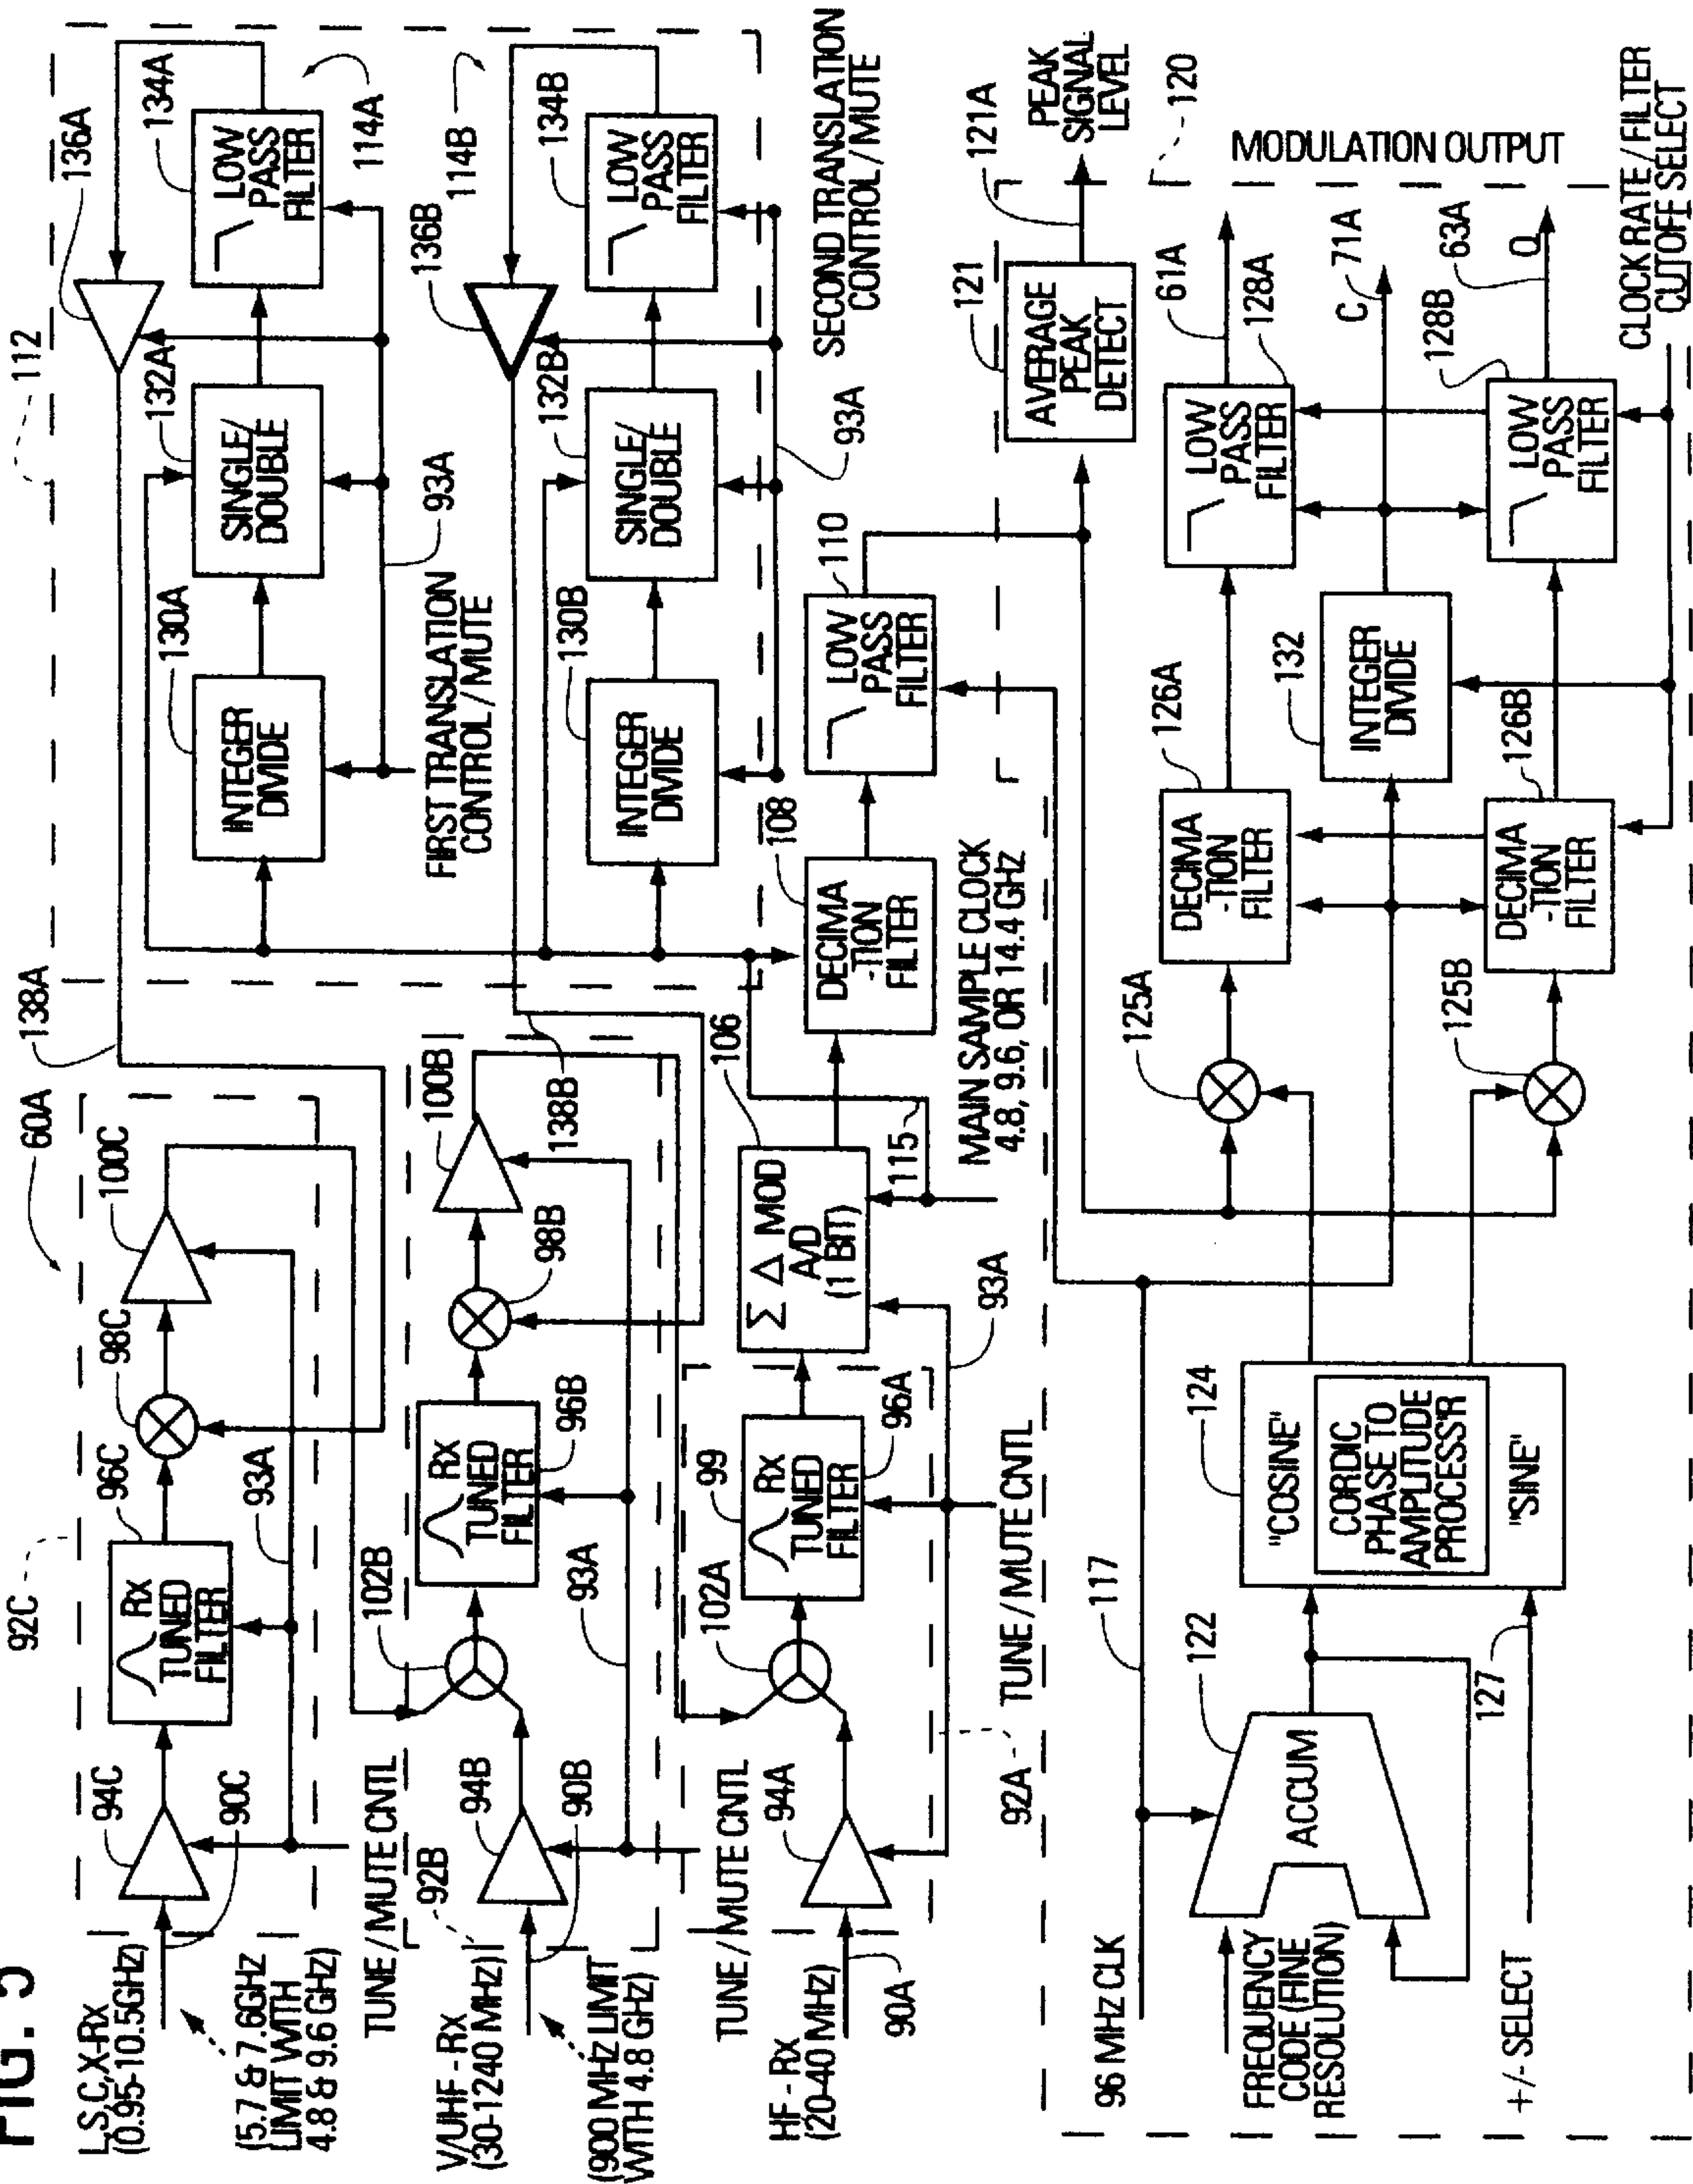 FIG. 5
L,S,C,X-Rx
(0.95-10.5GHz)
(5.7 & 7.6GHz
LIMIT WITH
4.8 & 9.6 GHz)
92C
94C
90C
RX
TUNED
FILTER
96C
98C
93A
100C
60A
138A
TUNE/MUTE CNTL
V/UHF-Rx
(30-1240 MHz)
(900 MHz LIMIT
WITH 4.8 GHz)
92B
94B
90B
102B
RX
TUNED
FILTER
96B
93A
98B
100B
138B
TUNE/MUTE CNTL
HF-Rx
(20-40 MHz)
90A
94A
92A
102A
99
RX
TUNED
FILTER
96A
TUNE/MUTE CNTL
93A
Σ Δ MOD
A/D
(1 BIT)
106
115
MAIN SAMPLE CLOCK
4.8, 9.6, OR 14.4 GHz
DECIMA
-TION
FILTER
108
LOW
PASS
FILTER
110
112
INTEGER
DIVIDE
130A
SINGLE/
DOUBLE
132A
LOW
PASS
FILTER
134A
136A
114A
93A
FIRST TRANSLATION
CONTROL/MUTE
INTEGER
DIVIDE
130B
SINGLE/
DOUBLE
132B
LOW
PASS
FILTER
134B
136B
114B
93A
SECOND TRANSLATION
CONTROL/MUTE
AVERAGE
PEAK
DETECT
121
121A
PEAK
SIGNAL
LEVEL
120
96 MHz CLK
117
FREQUENCY
CODE (FINE
RESOLUTION)
+/- SELECT
127
ACCUM
122
124
"COSINE"
CORDIC
PHASE TO
AMPLITUDE
PROCESS'R
"SINE"
125A
125B
DECIMA
-TION
FILTER
126A
DECIMA
-TION
FILTER
126B
INTEGER
DIVIDE
132
LOW
PASS
FILTER
128A
61A
LOW
PASS
FILTER
128B
C
71A
Q
63A
MODULATION OUTPUT
CLOCK RATE/FILTER
CUTOFF SELECT